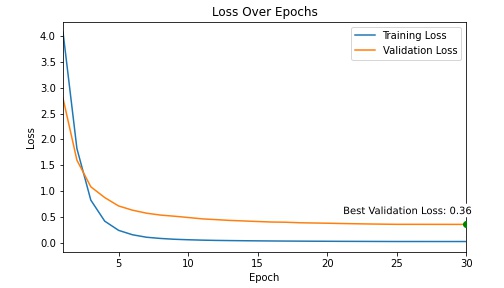 Loss Over Epochs
Training Loss
Validation Loss
Loss
4.0
3.5
3.0
2.5
2.0
1.5
1.0
0.5
0.0
Best Validation Loss: 0.36
5
10
15
20
25
30
Epoch